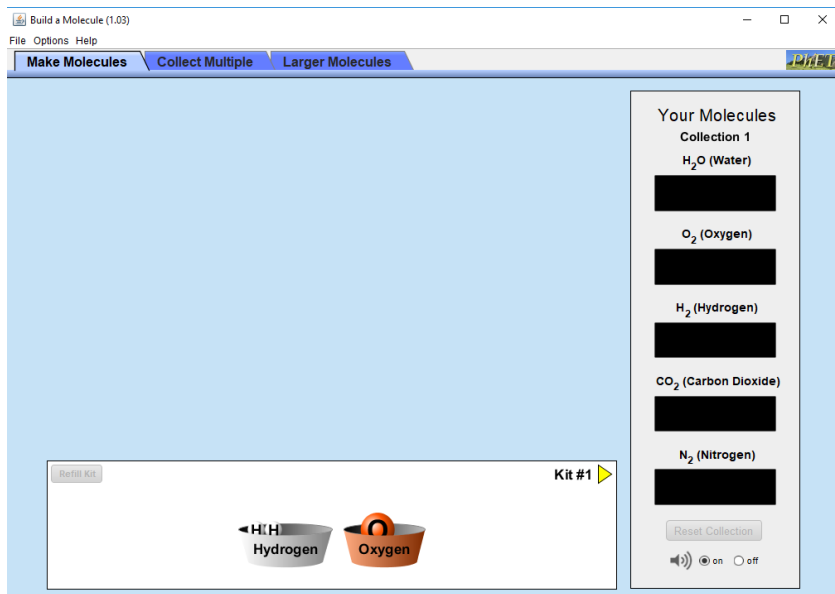 Build a Molecule (1.03)
File Options Help
Make Molecules Collect Multiple Larger Molecules
PhET
Your Molecules
Collection 1
H₂O (Water)
O₂ (Oxygen)
H₂ (Hydrogen)
CO₂ (Carbon Dioxide)
N₂ (Nitrogen)
Reset Collection
on off
Refill Kit
Kit #1
H H
O
Hydrogen
Oxygen